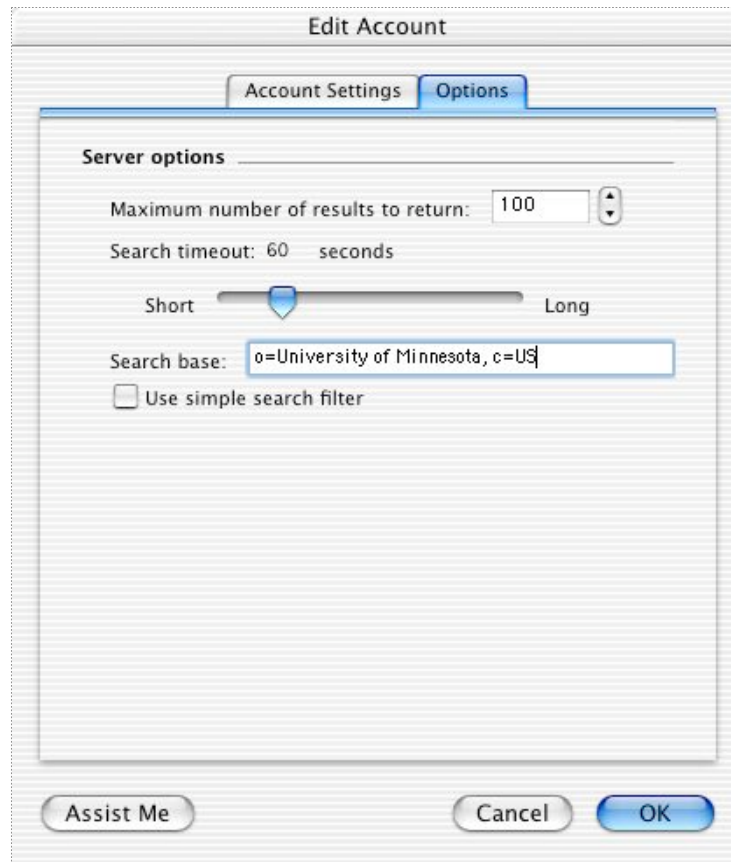 Edit Account
Account Settings Options
Server options
Maximum number of results to return: 100
Search timeout: 60 seconds
Short Long
Search base: o=University of Minnesota, c=US
Use simple search filter
Assist Me Cancel OK